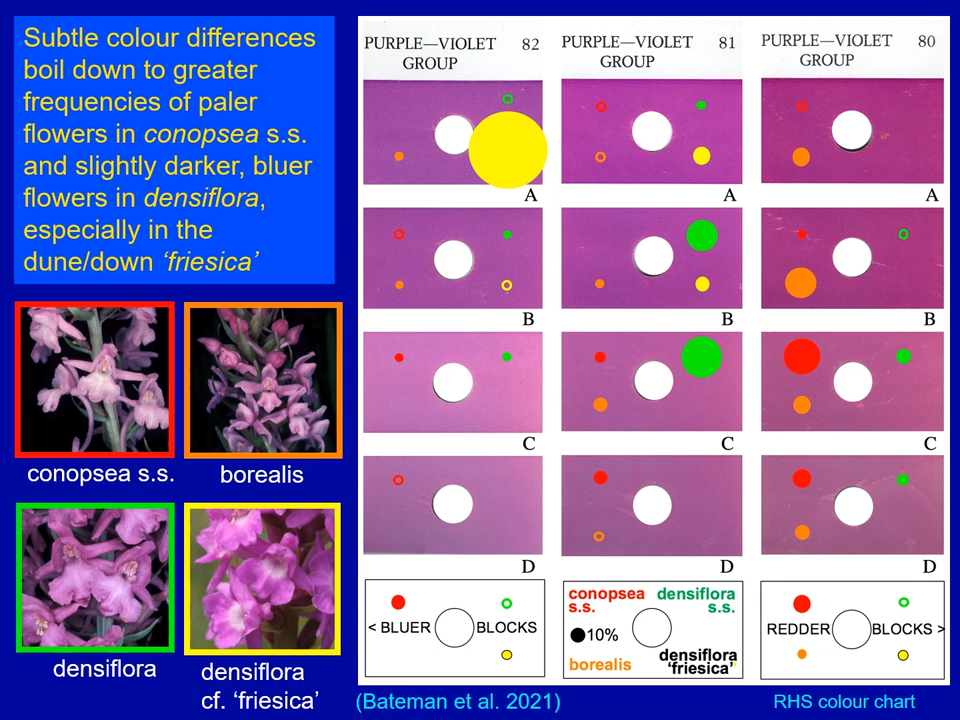 Subtle colour differences
boil down to greater
frequencies of paler
flowers in conopsea s.s.
and slightly darker, bluer
flowers in densiflora,
especially in the
dune/down ‘friesica’
conopsea s.s.
borealis
densiflora
densiflora
cf. ‘friesica’
PURPLE—VIOLET 82
GROUP
A
B
C
D
< BLUER BLOCKS
PURPLE—VIOLET 81
GROUP
A
B
C
D
conopsea densiflora
s.s. s.s.
10%
borealis densiflora
‘friesica’
PURPLE—VIOLET 80
GROUP
A
B
C
D
REDDER BLOCKS >
(Bateman et al. 2021)
RHS colour chart